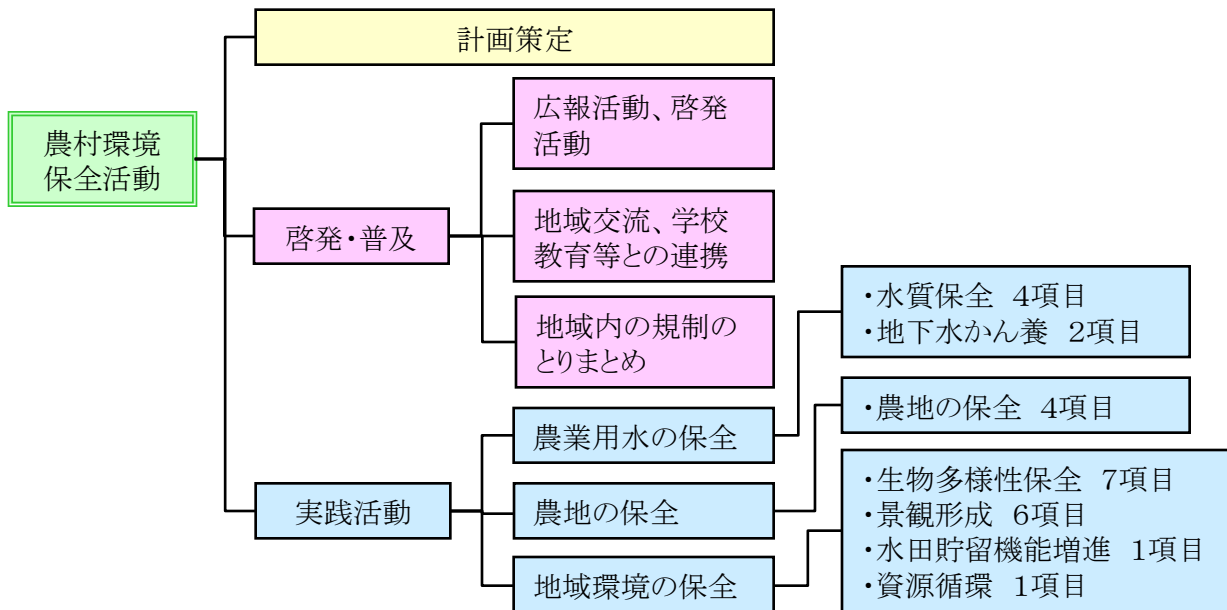 農村環境
保全活動
計画策定
啓発・普及
広報活動、啓発
活動
地域交流、学校
教育等との連携
地域内の規制の
とりまとめ
実践活動
農業用水の保全
農地の保全
地域環境の保全
・水質保全 4項目
・地下水かん養 2項目
・農地の保全 4項目
・生物多様性保全 7項目
・景観形成 6項目
・水田貯留機能増進 1項目
・資源循環 1項目